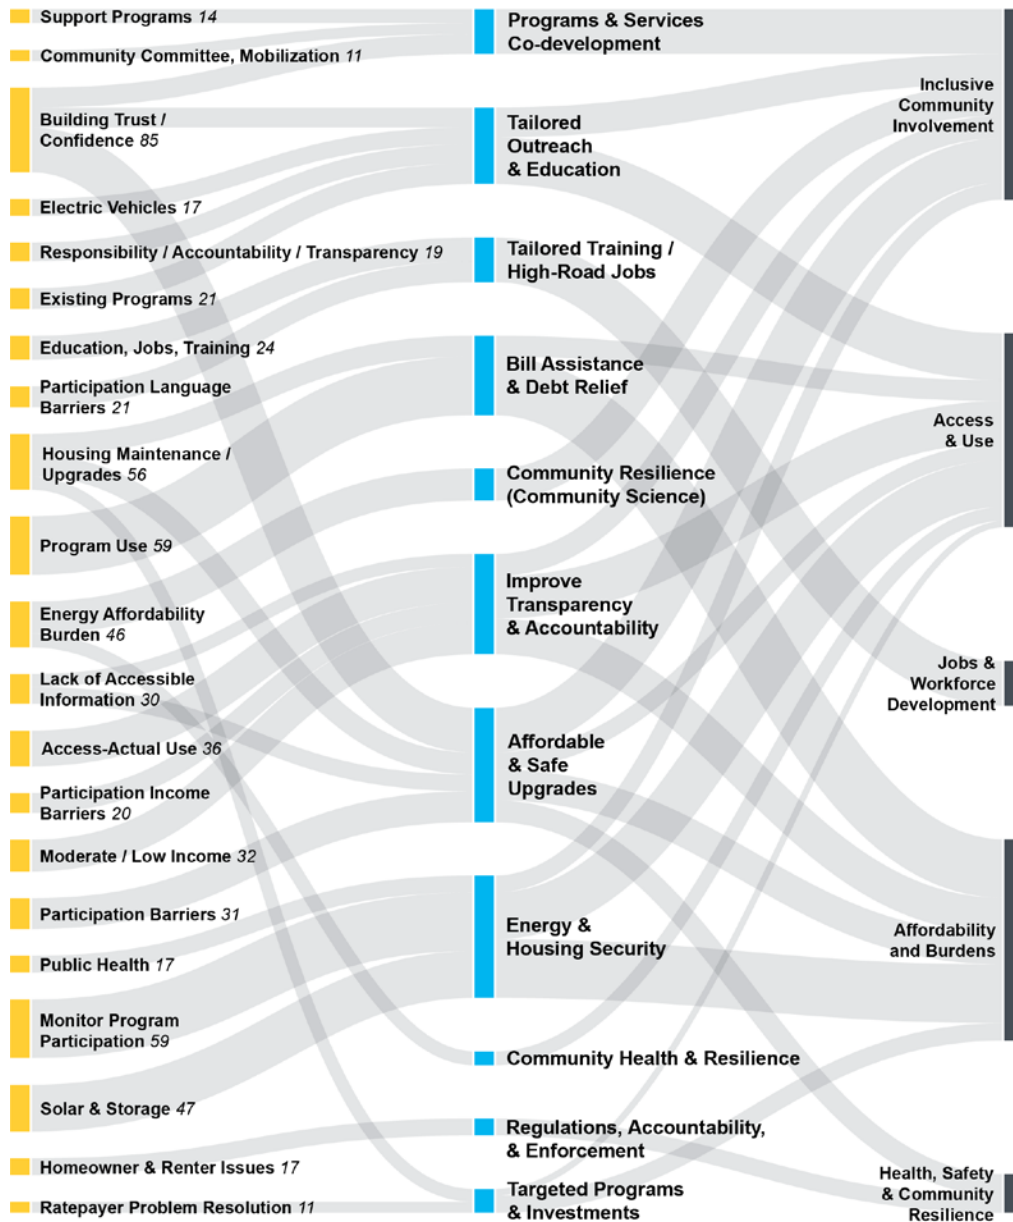 Support Programs 14
Community Committee, Mobilization 11
Building Trust /
Confidence 85
Electric Vehicles 17
Responsibility / Accountability / Transparency 19
Existing Programs 21
Education, Jobs, Training 24
Participation Language
Barriers 21
Housing Maintenance /
Upgrades 56
Program Use 59
Energy Affordability
Burden 46
Lack of Accessible
Information 30
Access-Actual Use 36
Participation Income
Barriers 20
Moderate / Low Income 32
Participation Barriers 31
Public Health 17
Monitor Program
Participation 59
Solar & Storage 47
Homeowner & Renter Issues 17
Ratepayer Problem Resolution 11
Programs & Services
Co-development
Tailored
Outreach
& Education
Tailored Training /
High-Road Jobs
Bill Assistance
& Debt Relief
Community Resilience
(Community Science)
Improve
Transparency
& Accountability
Affordable
& Safe
Upgrades
Energy &
Housing Security
Community Health & Resilience
Regulations, Accountability,
& Enforcement
Targeted Programs
& Investments
Inclusive
Community
Involvement
Access
& Use
Jobs &
Workforce
Development
Affordability
and Burdens
Health, Safety
& Community
Resilience